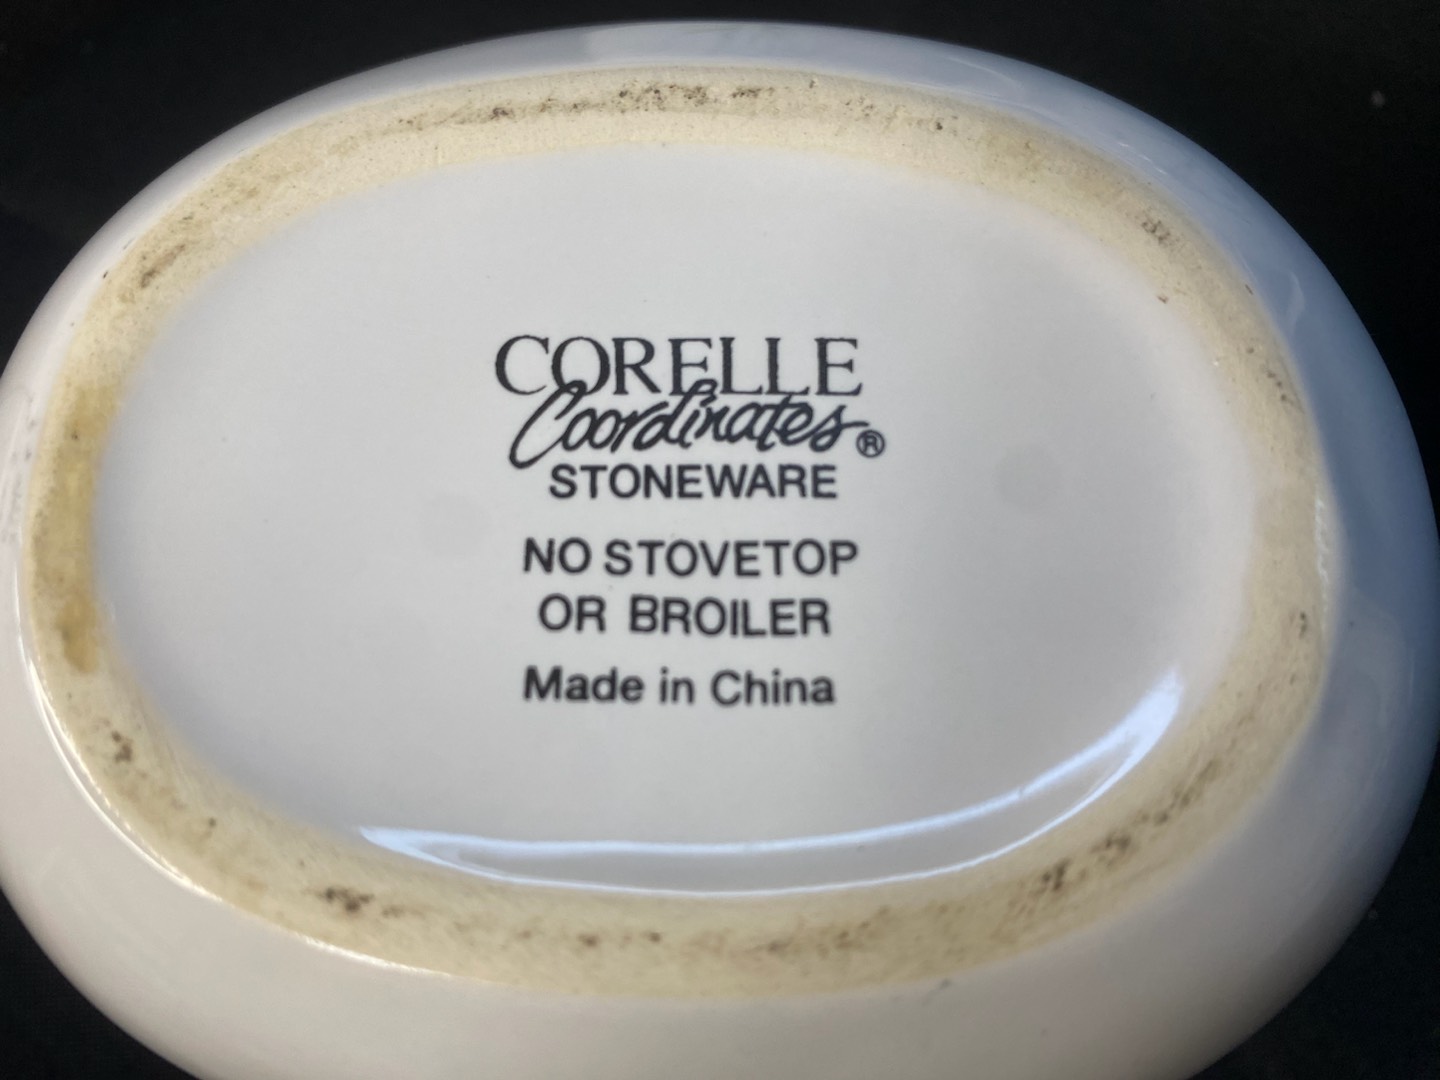 CORELLE
Coordinates®
STONEWARE
NO STOVETOP
OR BROILER
Made in China